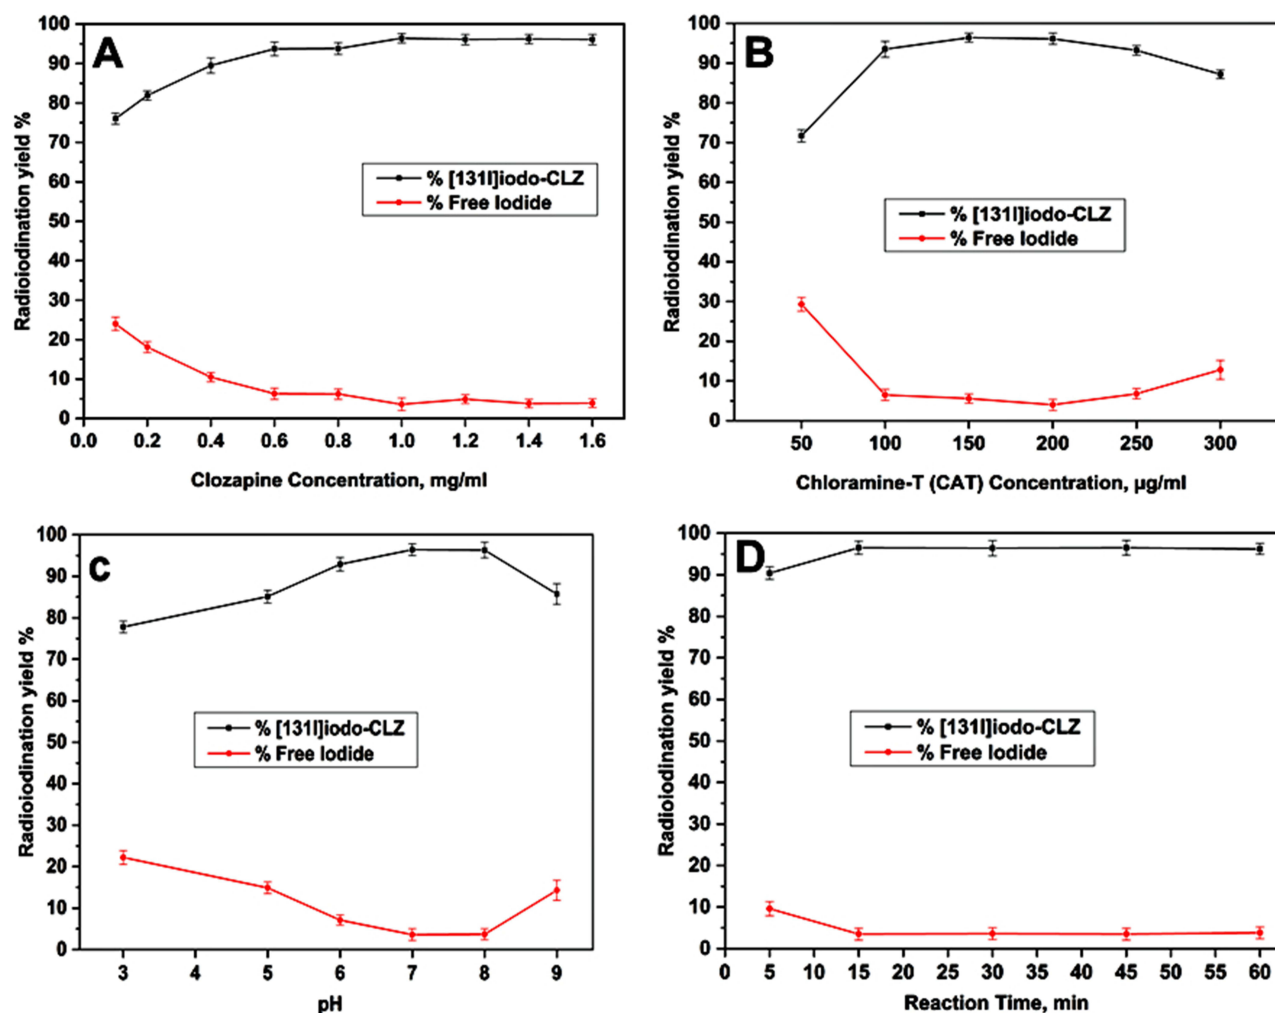 A
Radioiodination yield %
100
90
80
70
60
50
40
30
20
10
0
% [131I]iodo-CLZ
% Free Iodide
0.0 0.2 0.4 0.6 0.8 1.0 1.2 1.4 1.6
Clozapine Concentration, mg/ml
B
Radioiodination yield %
100
90
80
70
60
50
40
30
20
10
0
% [131I]iodo-CLZ
% Free Iodide
50 100 150 200 250 300
Chloramine-T (CAT) Concentration, µg/ml
c
Radioiodination yield %
100
90
80
70
60
50
40
30
20
10
0
% [131I]iodo-CLZ
% Free Iodide
3 4 5 6 7 8 9
pH
D
Radioiodination yield %
100
90
80
70
60
50
40
30
20
10
0
% [131I]iodo-CLZ
% Free Iodide
0 5 10 15 20 25 30 35 40 45 50 55 60
Reaction Time, min